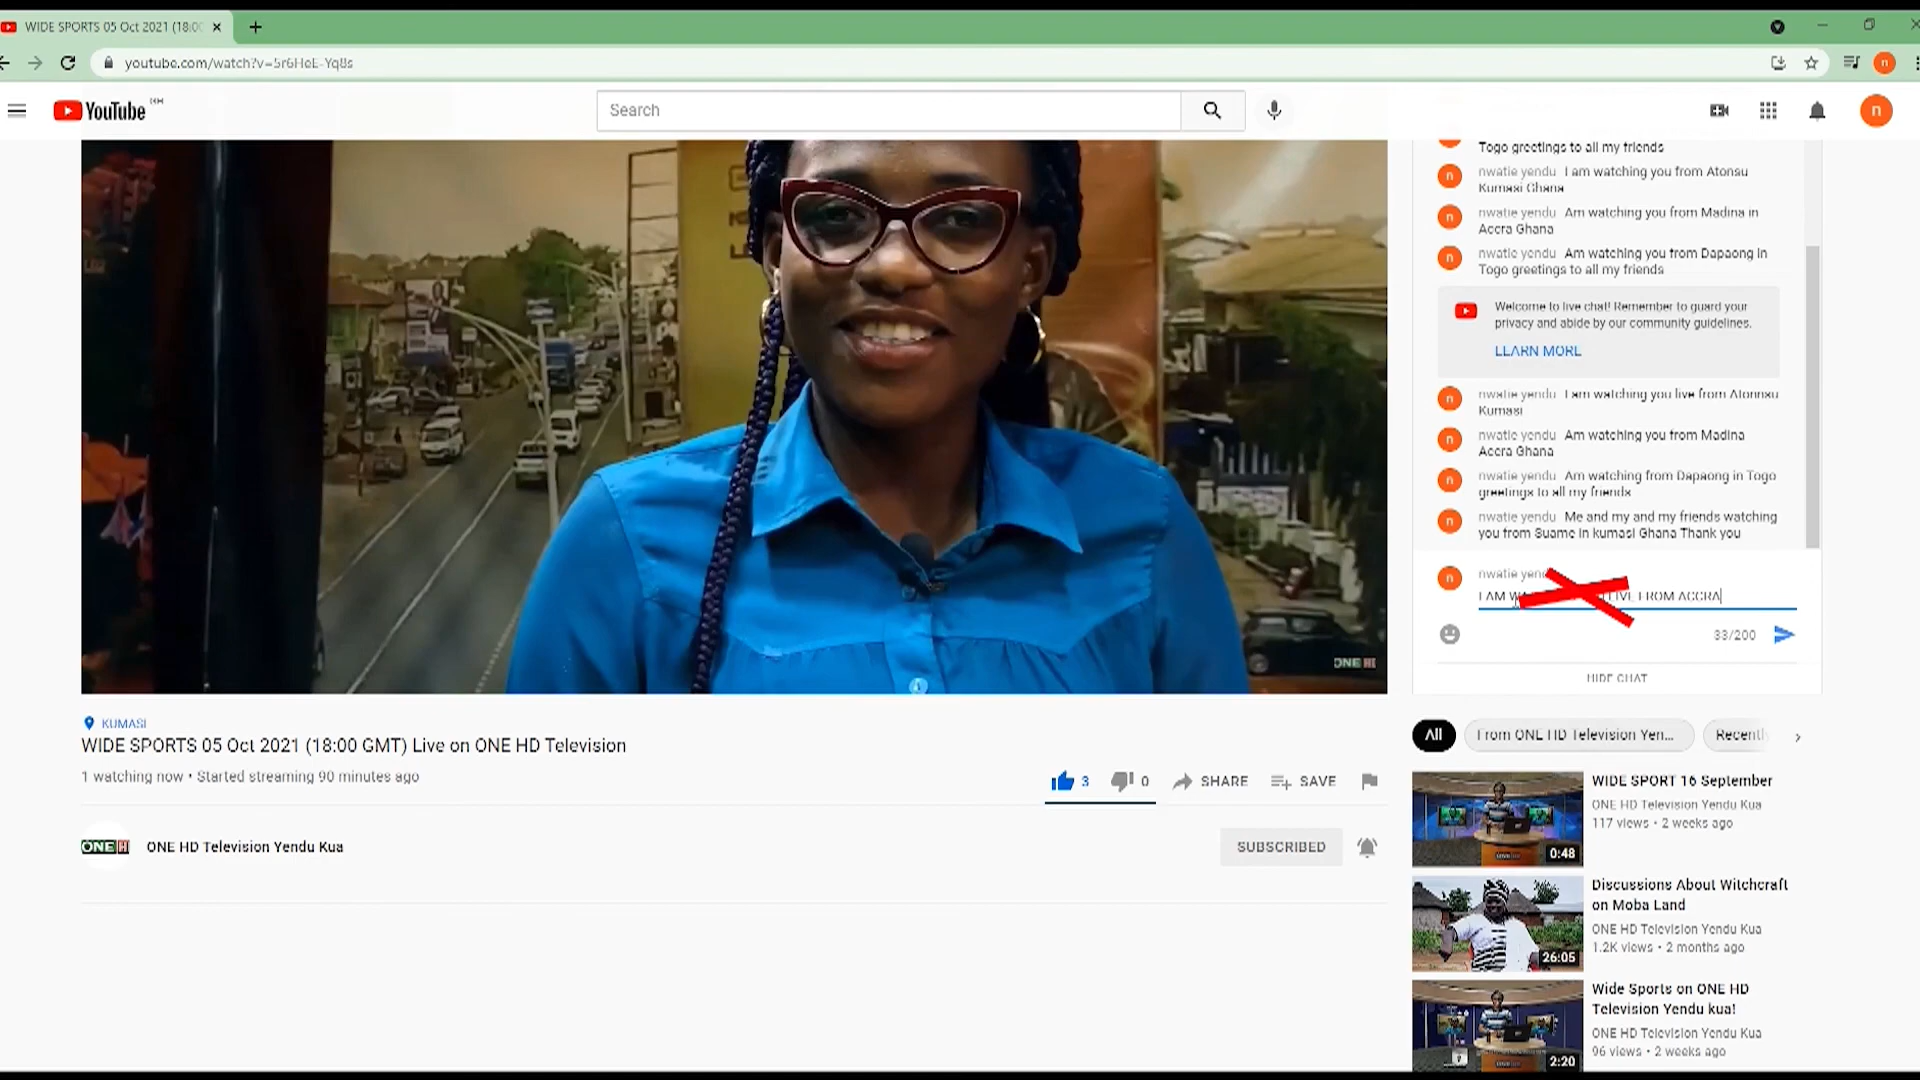 WIDE SPORTS 05 Oct 2021 (18:0
youtube.com/watch?v=5r6HeE-Yq8s
YouTube
Search
n
Togo greetings to all my friends
nwatie yendu I am watching you from Atonsu
Kumasi Ghana
nwatie yendu Am watching you from Madina in
Accra Ghana
nwatie yendu Am watching you from Dapaong in
Togo greetings to all my friends
Welcome to live chat! Remember to guard your
privacy and abide by our community guidelines.
LEARN MORE
nwatie yendu I am watching you live from Atonnsu
Kumasi
nwatie yendu Am watching you from Madina
Accra Ghana
nwatie yendu Am watching from Dapaong in Togo
greetings to all my friends
nwatie yendu Me and my and my friends watching
you from Suame in kumasi Ghana Thank you
nwatie yend
I AM W LIVE FROM ACCRA
33/200
HIDE CHAT
ONE H
KUMASI
WIDE SPORTS 05 Oct 2021 (18:00 GMT) Live on ONE HD Television
1 watching now • Started streaming 90 minutes ago
3 0 SHARE SAVE
ONE H ONE HD Television Yendu Kua
SUBSCRIBED
All From ONE HD Television Yen... Recently
WIDE SPORT 16 September
ONE HD Television Yendu Kua
117 views • 2 weeks ago
0:48
Discussions About Witchcraft
on Moba Land
ONE HD Television Yendu Kua
1.2K views • 2 months ago
26:05
Wide Sports on ONE HD
Television Yendu kua!
ONE HD Television Yendu Kua
96 views • 2 weeks ago
2:20